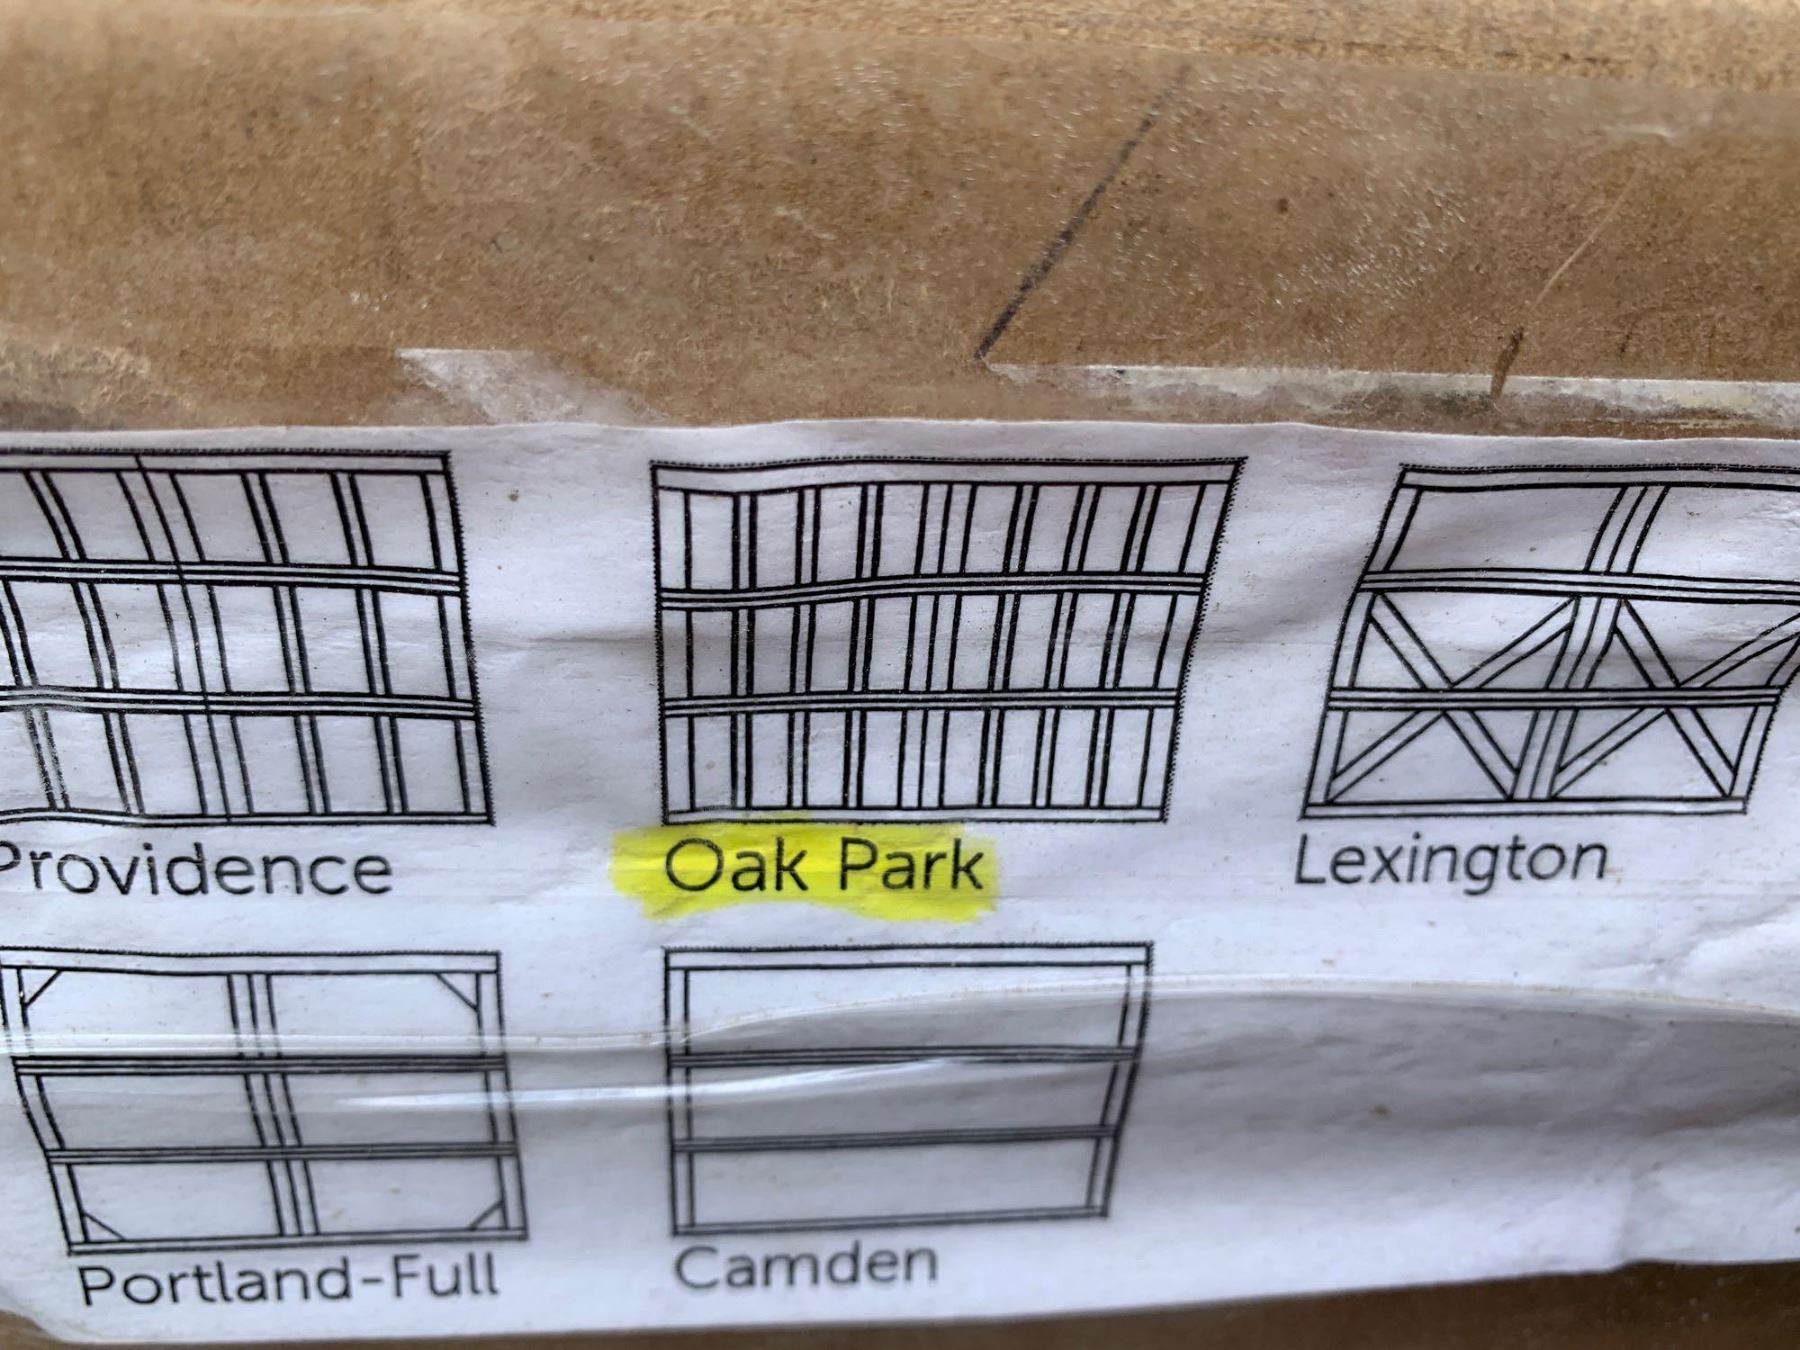 Providence
Oak Park
Lexington
Portland-Full
Camden